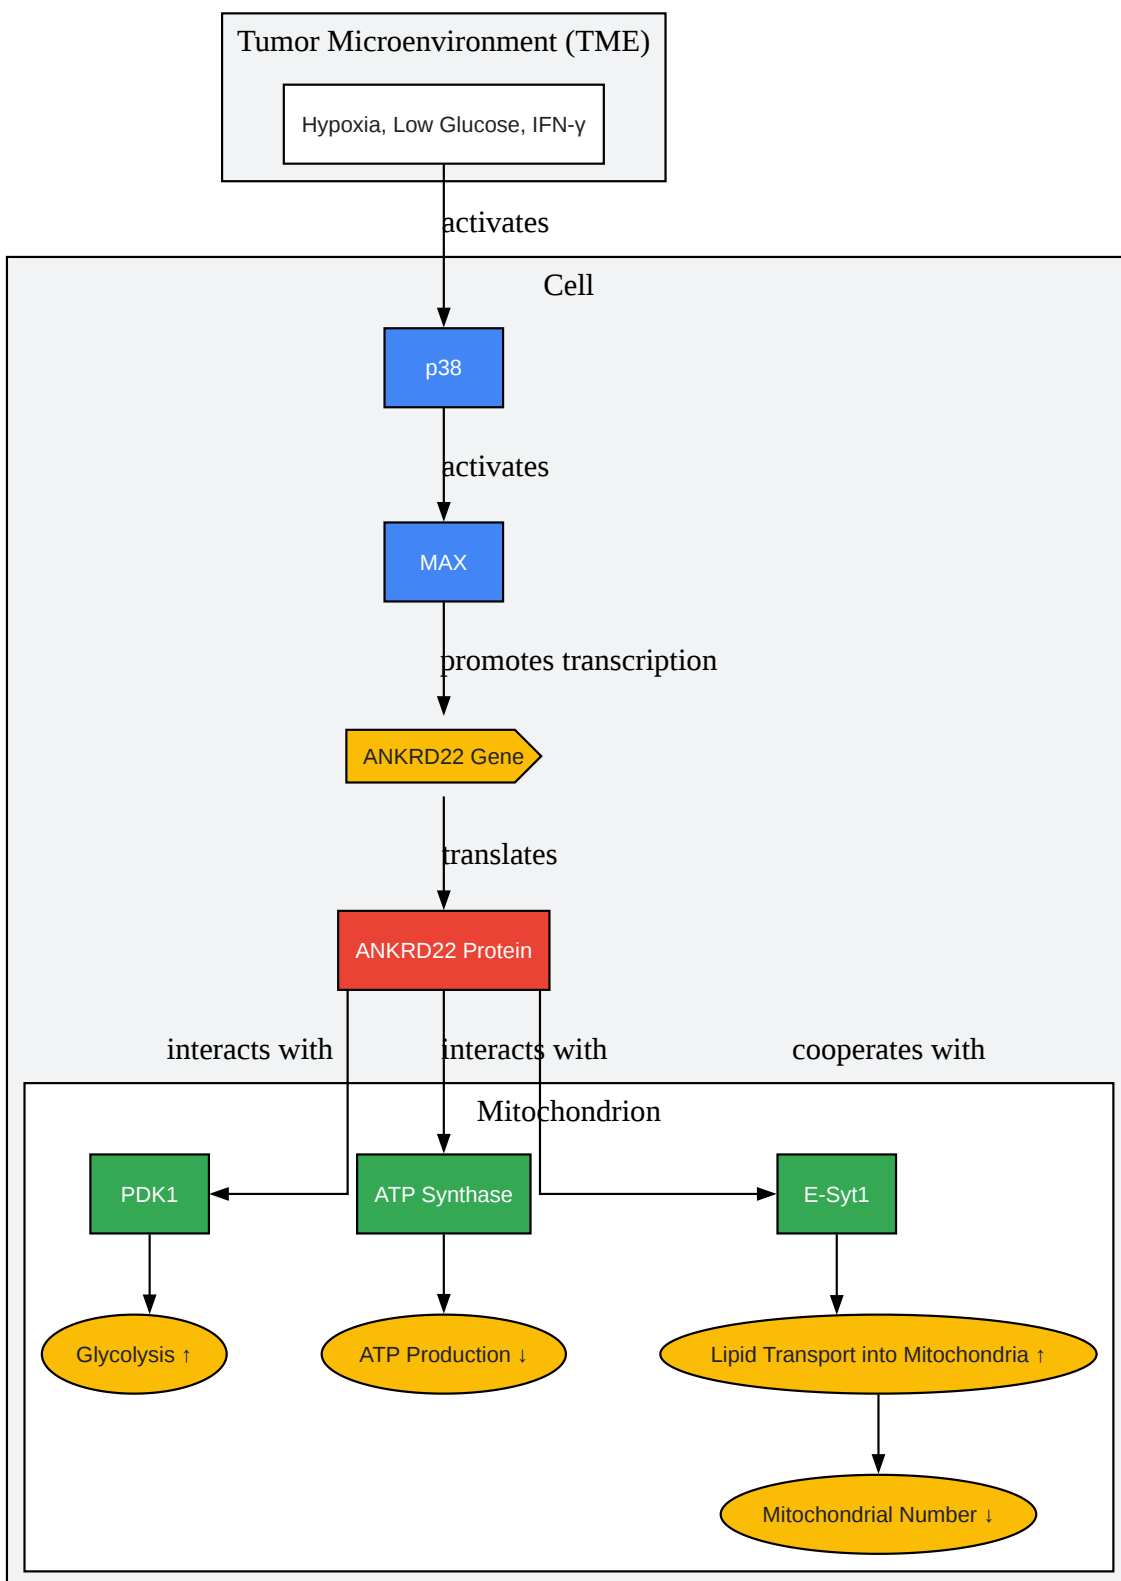 Tumor Microenvironment (TME)
Hypoxia, Low Glucose, IFN-γ
activates
Cell
p38
activates
MAX
promotes transcription
ANKRD22 Gene
translates
ANKRD22 Protein
interacts with
interacts with
cooperates with
Mitochondrion
PDK1
ATP Synthase
E-Syt1
Glycolysis ↑
ATP Production ↓
Lipid Transport into Mitochondria ↑
Mitochondrial Number ↓